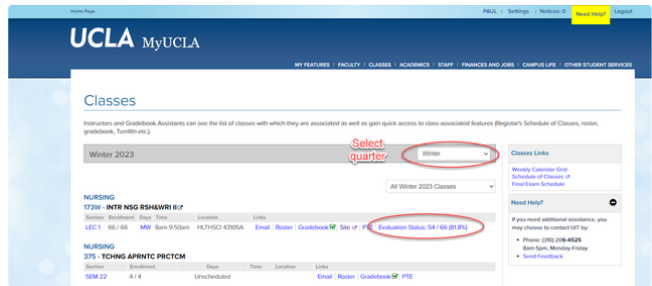 Home Page
PAUL | Settings | Notices: 0 Need Help? Logout
UCLA MyUCLA
MY FEATURES | FACULTY | CLASSES | ACADEMICS | STAFF | FINANCES AND JOBS | CAMPUS LIFE | OTHER STUDENT SERVICES
Classes
Instructors and Gradebook Assistants can see the list of classes with which they are associated as well as gain quick access to class-associated features (Registar's Schedule of Classes, roster,
gradebook, Turnitin etc.).
Select
quarter
Winter 2023
Winter
All Winter 2023 Classes
NURSING
173W - INTR NSG RSH&WRI II
Section Enrollment Days Time Location Links
LEC 1 66 / 66 MW 8am-9:50am HLTHSCI 43105A Email | Roster | Gradebook | Site | PTE Evaluation Status: 54 / 66 (81.8%)
NURSING
375 - TCHNG APRNTC PRCTCM
Section Enrollment Days Time Location Links
SEM 22 4 / 4 Unscheduled Email | Roster | Gradebook | PTE
Classes Links
Weekly Calendar Grid
Schedule of Classes
Final Exam Schedule
Need Help?
If you need additional assistance, you
may choose to contact UIT by:
• Phone: (310) 206-4525
8am-5pm, Monday-Friday
• Send Feedback